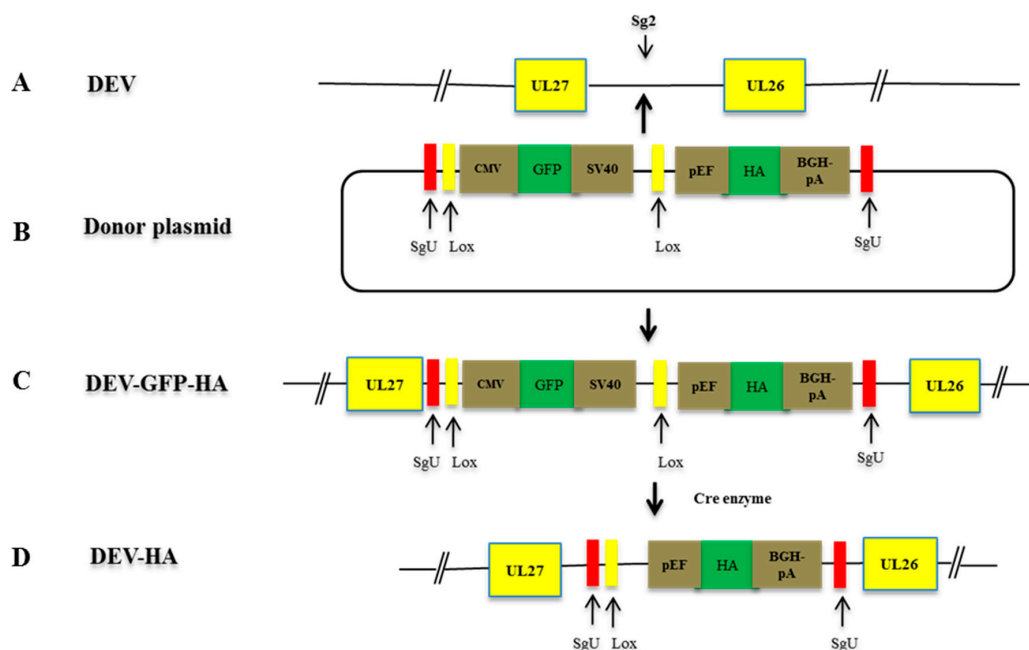 Sg2
A DEV UL27 UL26
CMV GFP SV40 pEF HA BGH-
pA
B Donor plasmid
SgU Lox Lox SgU
C DEV-GFP-HA UL27 CMV GFP SV40 pEF HA BGH-
pA UL26
SgU Lox Lox SgU
Cre enzyme
D DEV-HA UL27 pEF HA BGH-
pA UL26
SgU Lox SgU